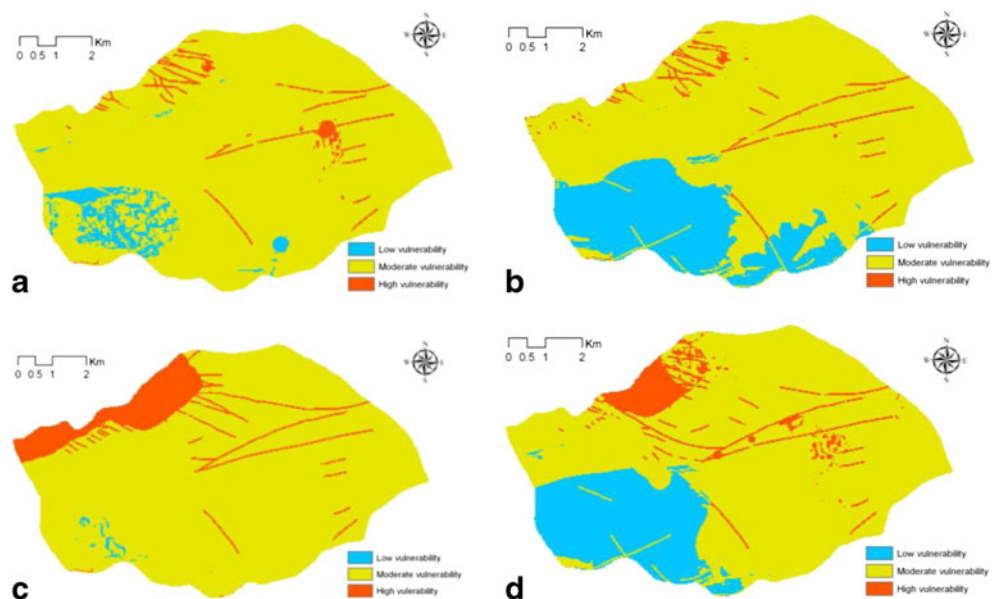 N
Km
W
E
0 0.5 1
2
S
Low vulnerability
Moderate vulnerability
High vulnerability
a
N
Km
W
E
0 0.5 1
2
S
Low vulnerability
Moderate vulnerability
High vulnerability
b
N
Km
W
E
0 0.5 1
2
S
Low vulnerability
Moderate vulnerability
High vulerability
c
N
Km
W
E
0 0.5 1
2
S
Low vulnerability
Moderate vulnerability
High vulnerability
d